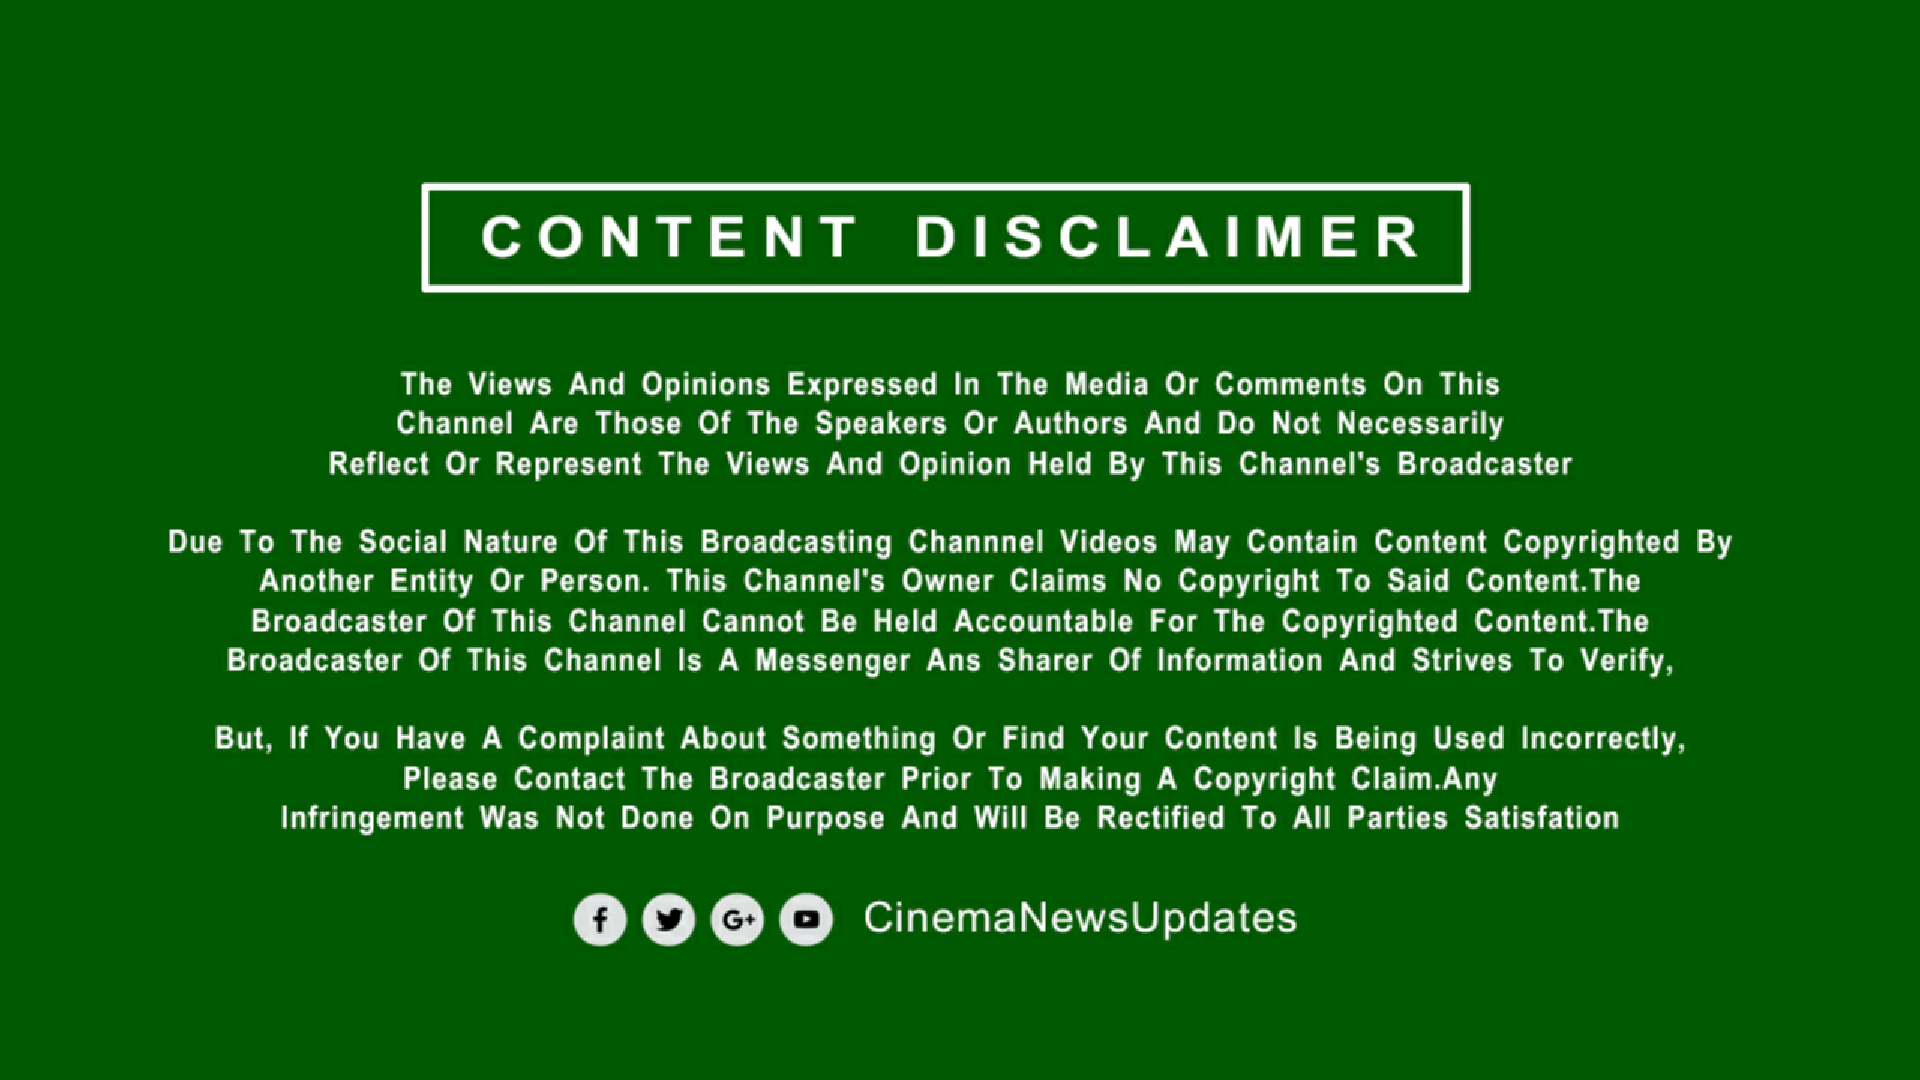 CONTENT DISCLAIMER
The Views And Opinions Expressed In The Media Or Comments On This
Channel Are Those Of The Speakers Or Authors And Do Not Necessarily
Reflect Or Represent The Views And Opinion Held By This Channel's Broadcaster
Due To The Social Nature Of This Broadcasting Channnel Videos May Contain Content Copyrighted By
Another Entity Or Person. This Channel's Owner Claims No Copyright To Said Content.The
Broadcaster Of This Channel Cannot Be Held Accountable For The Copyrighted Content.The
Broadcaster Of This Channel Is A Messenger Ans Sharer Of Information And Strives To Verify,
But, If You Have A Complaint About Something Or Find Your Content Is Being Used Incorrectly,
Please Contact The Broadcaster Prior To Making A Copyright Claim.Any
Infringement Was Not Done On Purpose And Will Be Rectified To All Parties Satisfation
f G+ CinemaNewsUpdates